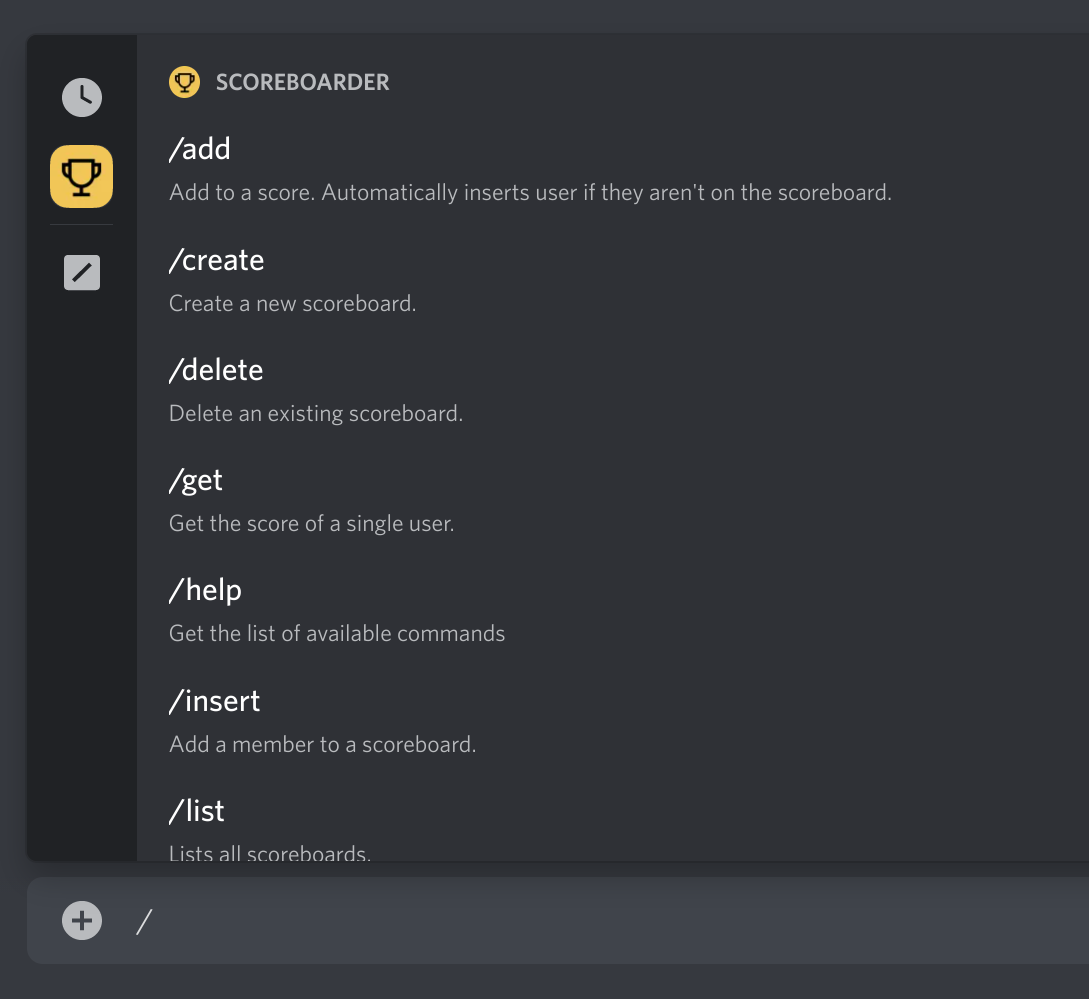 SCOREBOARDER
/add
Add to a score. Automatically inserts user if they aren't on the scoreboard.
/create
Create a new scoreboard.
/delete
Delete an existing scoreboard.
/get
Get the score of a single user.
/help
Get the list of available commands
/insert
Add a member to a scoreboard.
/list
Lists all scoreboards.
/